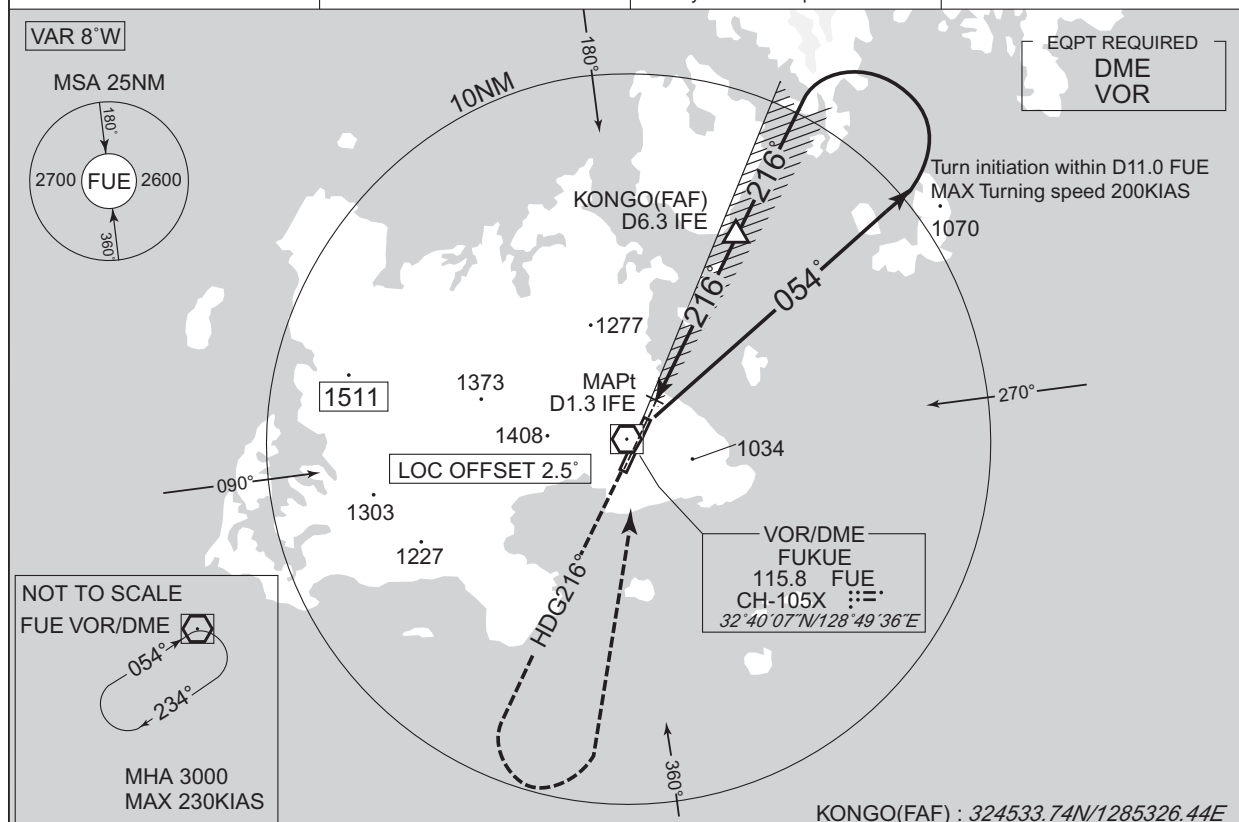 VAR 8°W
MSA 25NM
180°
2700
FUE
2600
360°
10NM
180°
EQPT REQUIRED
DME
VOR
KONGO(FAF)
D6.3 IFE
216°
216°
Turn initiation within D11.0 FUE
MAX Turning speed 200KIAS
1070
054°
1277
1511
1373
MAPt
D1.3 IFE
270°
1408
1034
LOC OFFSET 2.5°
090°
1303
1227
HDG216°
VOR/DME
FUKUE
115.8 FUE
CH-105X
32°40´07˝N/128°49´36˝E
NOT TO SCALE
FUE VOR/DME
054°
234°
MHA 3000
MAX 230KIAS
360°
KONGO(FAF) : 324533.74N/1285326.44E